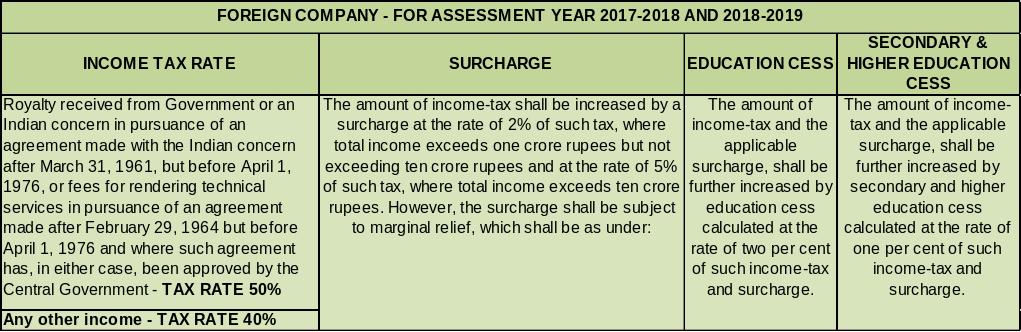 FOREIGN COMPANY - FOR ASSESSMENT YEAR 2017-2018 AND 2018-2019
INCOME TAX RATE
SURCHARGE
EDUCATION CESS
SECONDARY &
HIGHER EDUCATION
CESS
Royalty received from Government or an
Indian concern in pursuance of an
agreement made with the Indian concern
after March 31, 1961, but before April 1,
1976, or fees for rendering technical
services in pursuance of an agreement
made after February 29, 1964 but before
April 1, 1976 and where such agreement
has, in either case, been approved by the
Central Government - TAX RATE 50%
Any other income - TAX RATE 40%
The amount of income-tax shall be increased by a
surcharge at the rate of 2% of such tax, where
total income exceeds one crore rupees but not
exceeding ten crore rupees and at the rate of 5%
of such tax, where total income exceeds ten crore
rupees. However, the surcharge shall be subject
to marginal relief, which shall be as under:
The amount of
income-tax and the
applicable
surcharge, shall be
further increased by
education cess
calculated at the
rate of two per cent
of such income-tax
and surcharge.
The amount of income-
tax and the applicable
surcharge, shall be
further increased by
secondary and higher
education cess
calculated at the rate of
one per cent of such
income-tax and
surcharge.